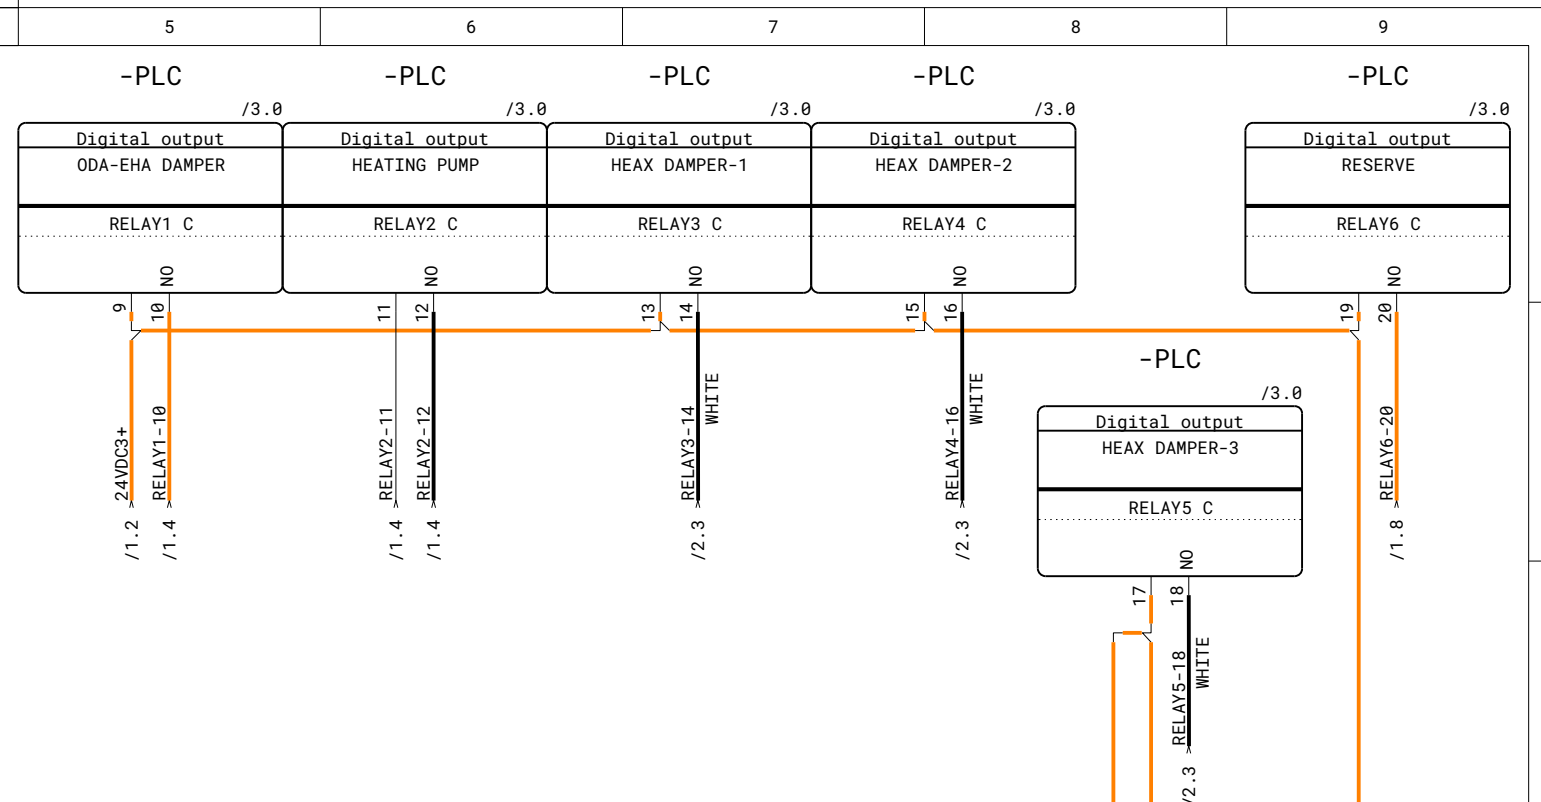 5
6
7
8
9
-PLC
-PLC
-PLC
-PLC
-PLC
/3.0
/3.0
/3.0
/3.0
/3.0
Digital output
Digital output
Digital output
Digital output
Digital output
ODA-EHA DAMPER
HEATING PUMP
HEAX DAMPER-1
HEAX DAMPER-2
RESERVE
RELAY1 C
RELAY2 C
RELAY3 C
RELAY4 C
RELAY6 C
NO
NO
NO
NO
NO
9
10
11
12
13
14
15
16
19
20
24VDC3+
RELAY1-10
RELAY2-11
RELAY2-12
RELAY3-14
WHITE
RELAY4-16
WHITE
RELAY6-20
/1.2
/1.4
/1.4
/1.4
/2.3
/2.3
/1.8
-PLC
/3.0
Digital output
HEAX DAMPER-3
RELAY5 C
NO
17
18
RELAY5-18
WHITE
/2.3